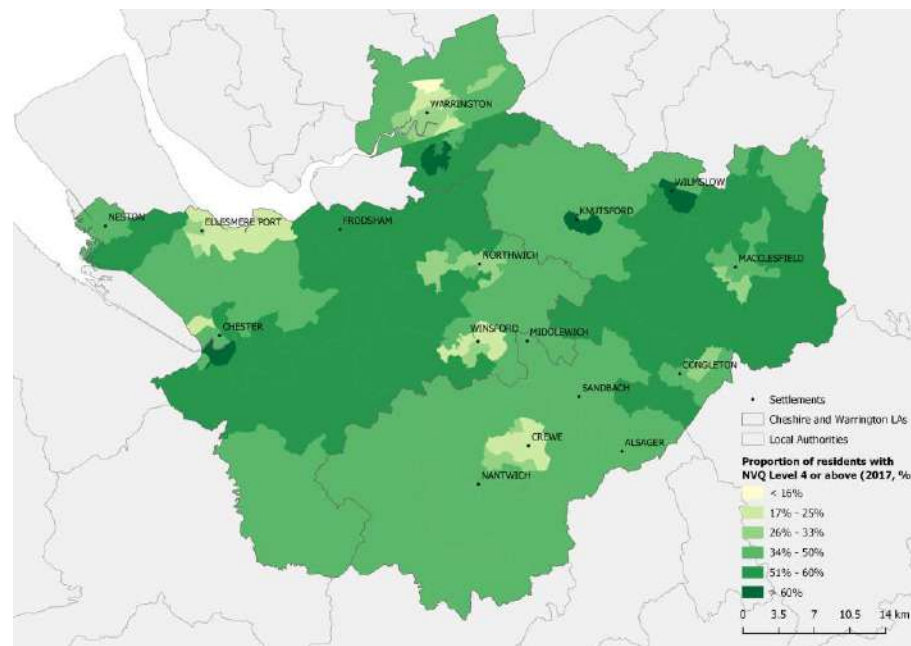 WARRINGTON
WILMSLOW
NESTON
ELLESMERE PORT
FRODSHAM
KNUTSFORD
NORTHWICH
MACCLESFIELD
CHESTER
WINSFORD
MIDDLEWICH
CONGLETON
SANDBACH
CREWE
ALSAGER
NANTWICH
Settlements
Cheshire and Warrington LAs
Local Authorities
Proportion of residents with
NVQ Level 4 or above (2017, %
< 16%
17% - 25%
26% - 33%
34% - 50%
51% - 60%
> 60%
0 3.5 7 10.5 14 km